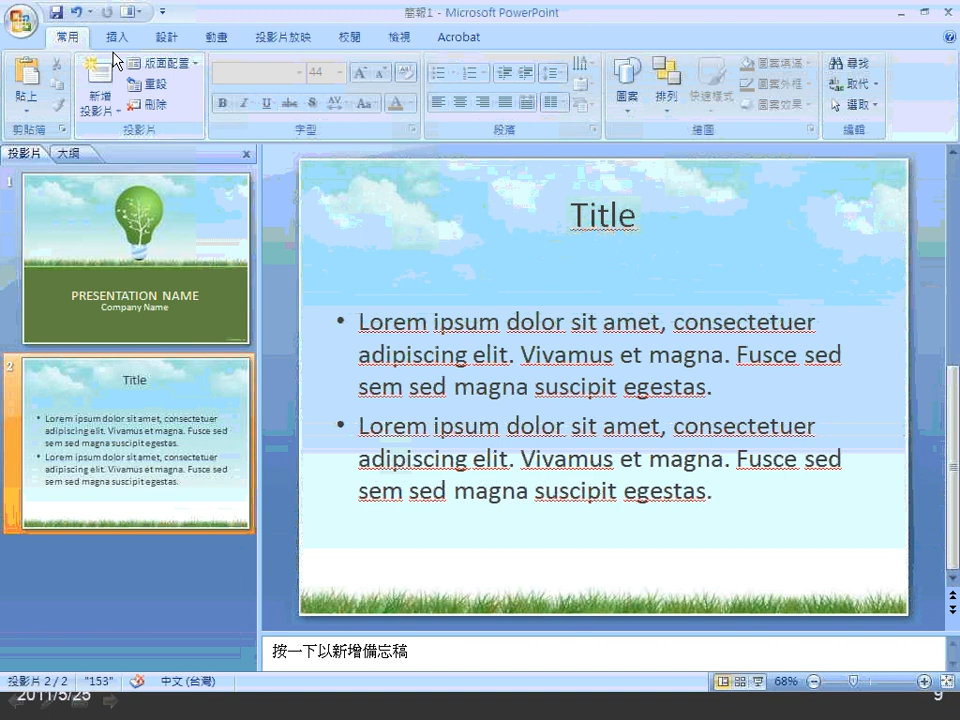 簡報1 - Microsoft PowerPoint
常用 插入 設計 動畫 投影片放映 校閱 檢視 Acrobat
貼上
剪貼簿
新增
投影片
版面配置
重設
刪除
投影片
44
B I U abc S AV Aa A
字型
段落
圖案
排列
快速樣式
圖案填滿
圖案外框
圖案效果
繪圖
尋找
取代
選取
編輯
投影片 大綱 x
1
PRESENTATION NAME
Company Name
2
Title
• Lorem ipsum dolor sit amet, consectetuer
adipiscing elit. Vivamus et magna. Fusce sed
sem sed magna suscipit egestas.
• Lorem ipsum dolor sit amet, consectetuer
adipiscing elit. Vivamus et magna. Fusce sed
sem sed magna suscipit egestas.
Title
• Lorem ipsum dolor sit amet, consectetuer
adipiscing elit. Vivamus et magna. Fusce sed
sem sed magna suscipit egestas.
• Lorem ipsum dolor sit amet, consectetuer
adipiscing elit. Vivamus et magna. Fusce sed
sem sed magna suscipit egestas.
按一下以新增備忘稿
投影片 2 / 2 "153" 中文 (台灣) 68%
2011/5/25
9